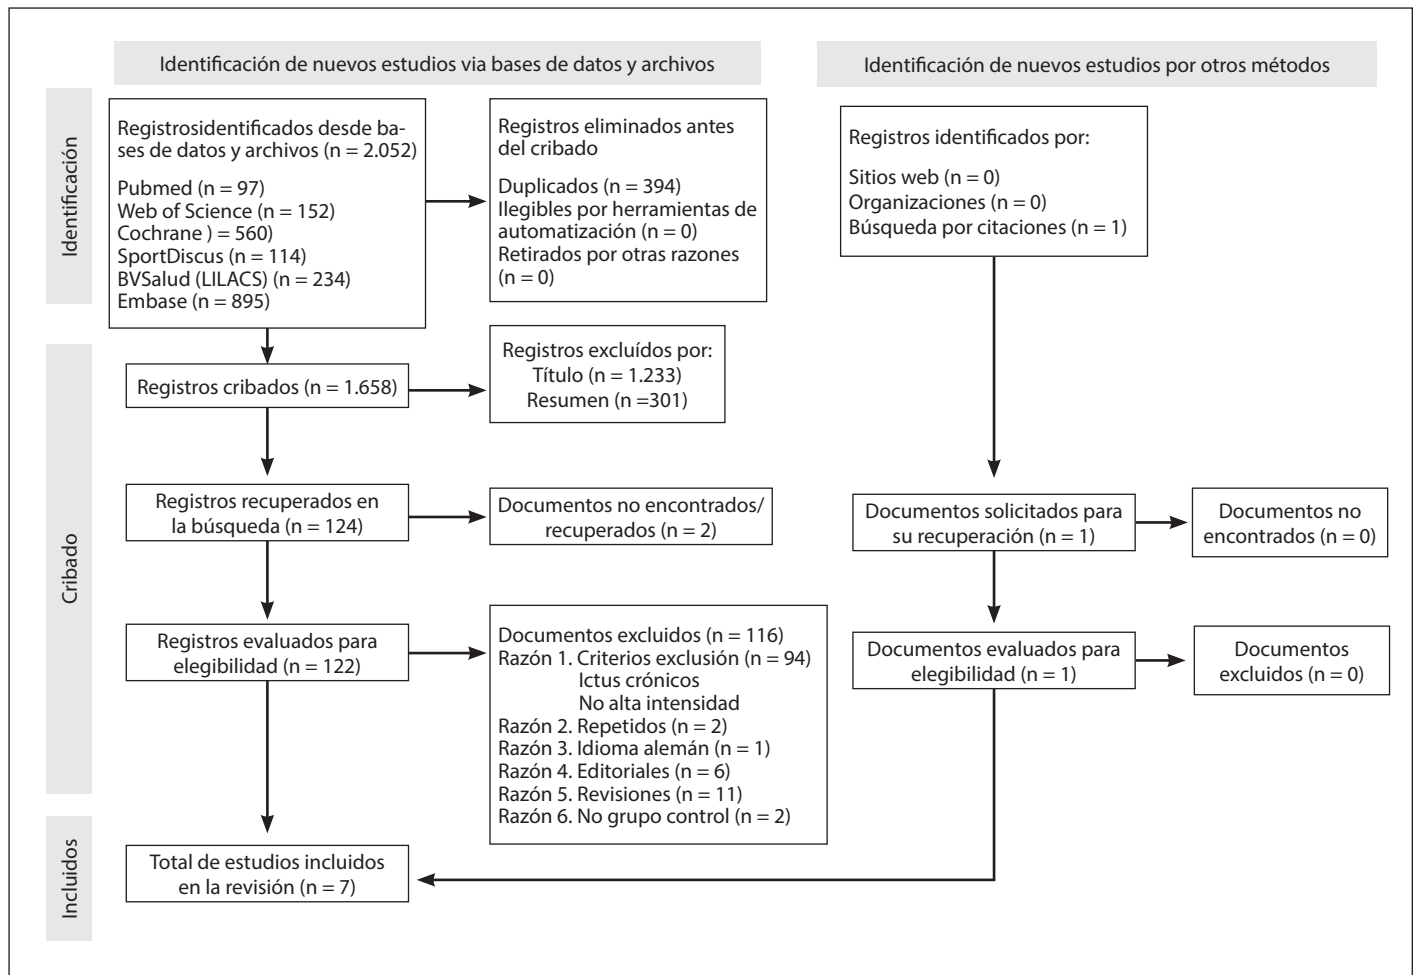 Identificación de nuevos estudios via bases de datos y archivos
Identificación de nuevos estudios por otros métodos
Identificación
Registrosidentificados desde ba-
ses de datos y archivos (n = 2.052)
Pubmed (n = 97)
Web of Science (n = 152)
Cochrane ) = 560)
SportDiscus (n = 114)
BVSalud (LILACS) (n = 234)
Embase (n = 895)
Registros eliminados antes
del cribado
Duplicados (n = 394)
Ilegibles por herramientas de
automatización (n = 0)
Retirados por otras razones
(n = 0)
Registros identificados por:
Sitios web (n = 0)
Organizaciones (n = 0)
Búsqueda por citaciones (n = 1)
Cribado
Registros cribados (n = 1.658)
Registros excluídos por:
Título (n = 1.233)
Resumen (n =301)
Registros recuperados en
la búsqueda (n = 124)
Documentos no encontrados/
recuperados (n = 2)
Documentos solicitados para
su recuperación (n = 1)
Documentos no
encontrados (n = 0)
Registros evaluados para
elegibilidad (n = 122)
Documentos excluidos (n = 116)
Razón 1. Criterios exclusión (n = 94)
Ictus crónicos
No alta intensidad
Razón 2. Repetidos (n = 2)
Razón 3. Idioma alemán (n = 1)
Razón 4. Editoriales (n = 6)
Razón 5. Revisiones (n = 11)
Razón 6. No grupo control (n = 2)
Documentos evaluados para
elegibilidad (n = 1)
Documentos
excluidos (n = 0)
Incluidos
Total de estudios incluidos
en la revisión (n = 7)